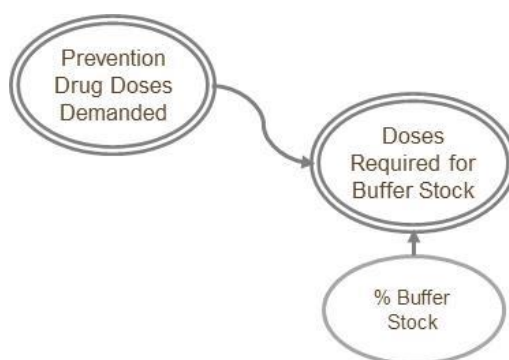 Prevention
Drug Doses
Demanded
Doses
Required for
Buffer Stock
% Buffer
Stock